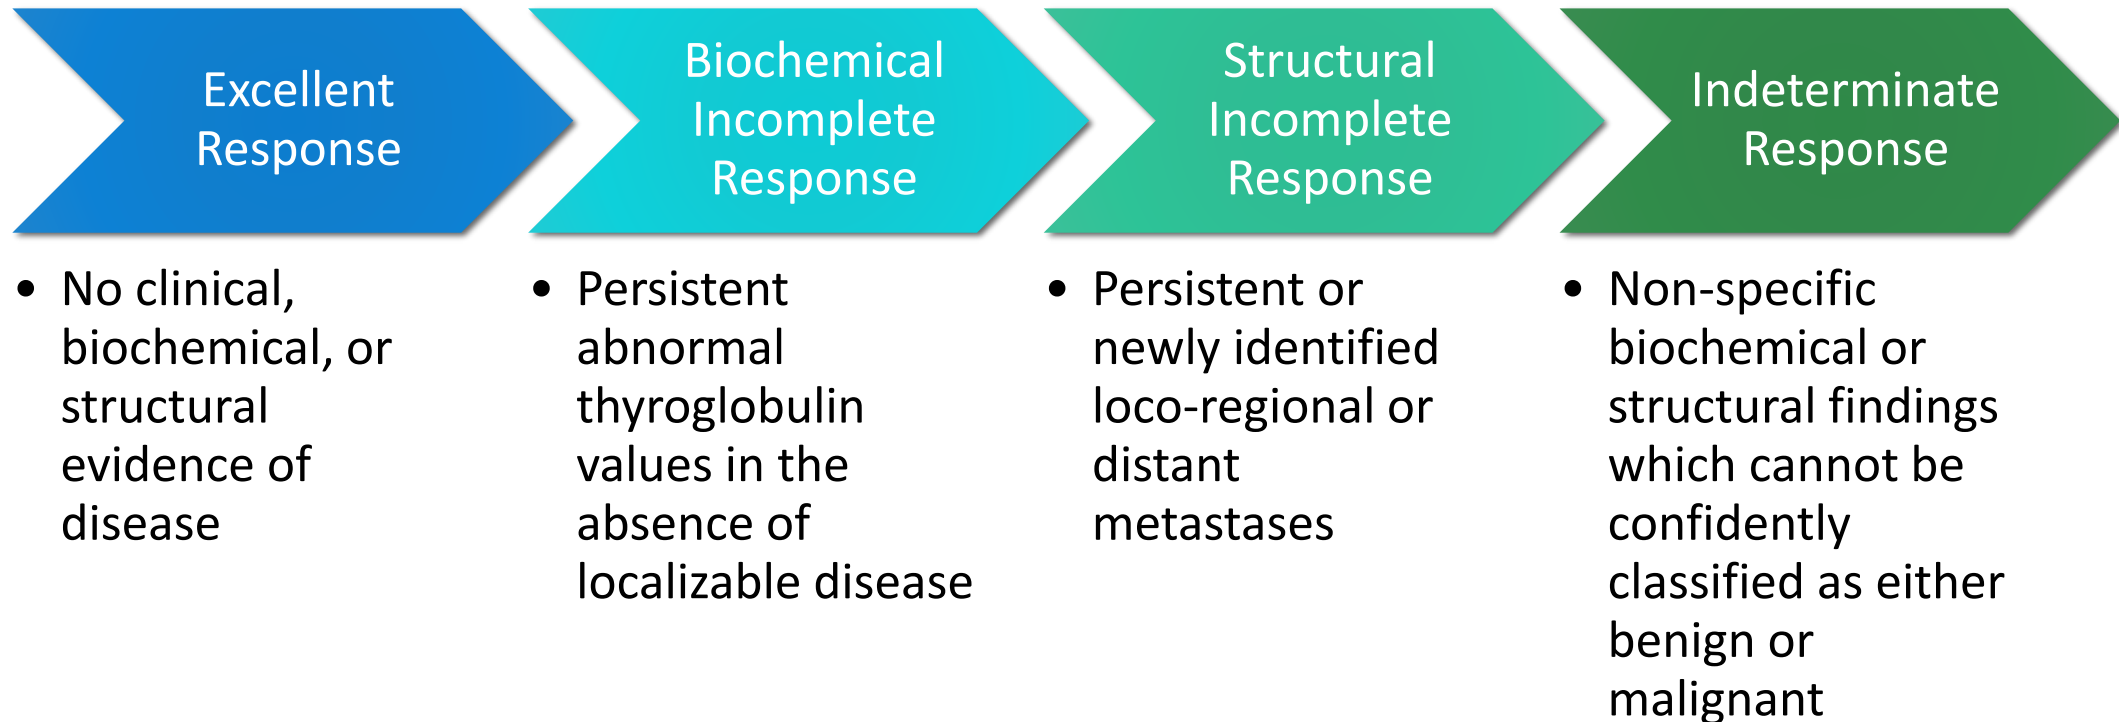 Excellent
Response
• No clinical,
biochemical, or
structural
evidence of
disease
Biochemical
Incomplete
Response
• Persistent
abnormal
thyroglobulin
values in the
absence of
localizable disease
Structural
Incomplete
Response
• Persistent or
newly identified
loco-regional or
distant
metastases
Indeterminate
Response
• Non-specific
biochemical or
structural findings
which cannot be
confidently
classified as either
benign or
malignant